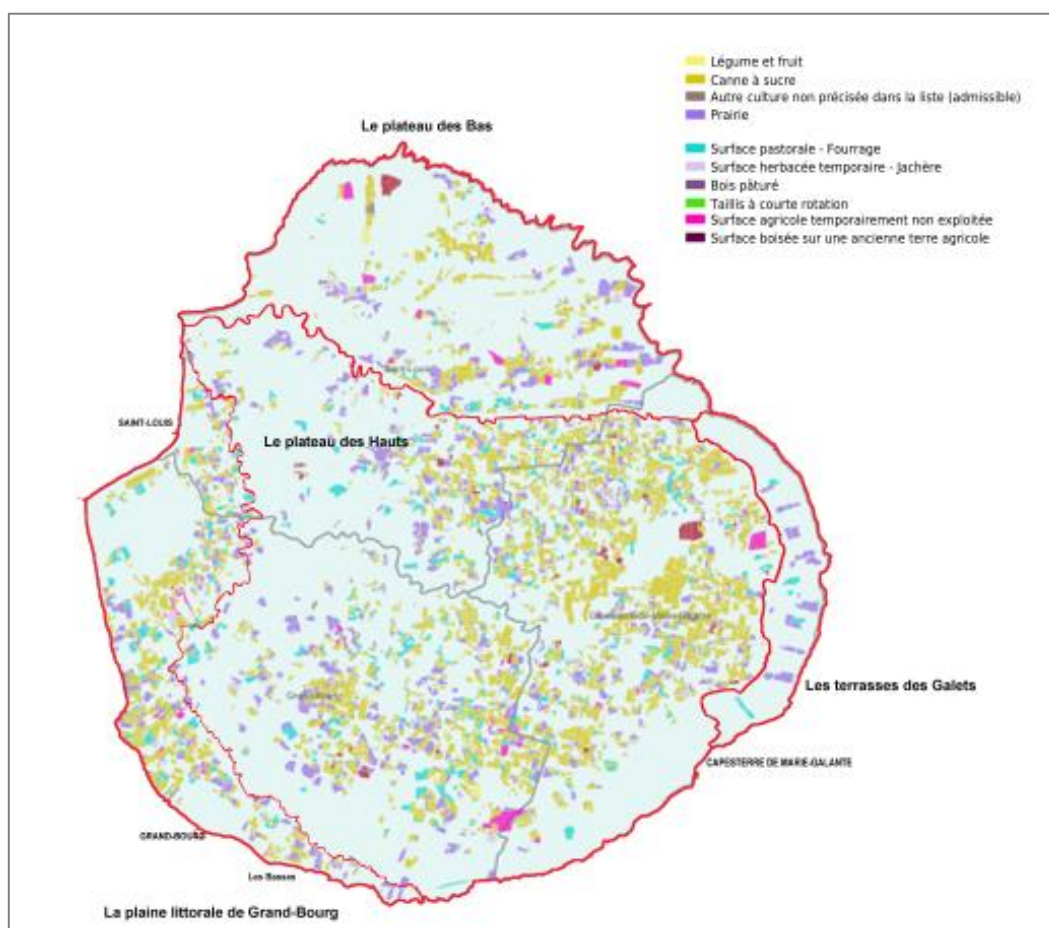 Légume et fruit
Canne à sucre
Autre culture non précisée dans la liste (admissible)
Prairie
Surface pastorale - Fourrage
Surface herbacée temporaire - Jachère
Bois pâturé
Taillis à courte rotation
Surface agricole temporairement non exploitée
Surface boisée sur une ancienne terre agricole
Le plateau des Bas
SAINT-LOUIS
Le plateau des Hauts
Les terrasses des Galets
CAPESTERRE DE MARIE-GALANTE
GRAND-BOURG
Les Basses
La plaine littorale de Grand-Bourg